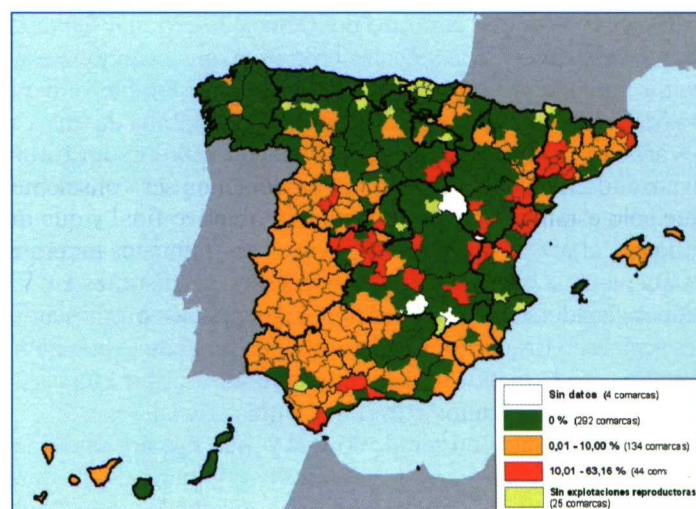 Sin datos (4 comarcas)
0 % (292 comarcas)
0,01 - 10,00 % (134 comarcas)
10,01 - 63,16 % (44 com
Sin explotaciones reproductoras
(25 comarcas)